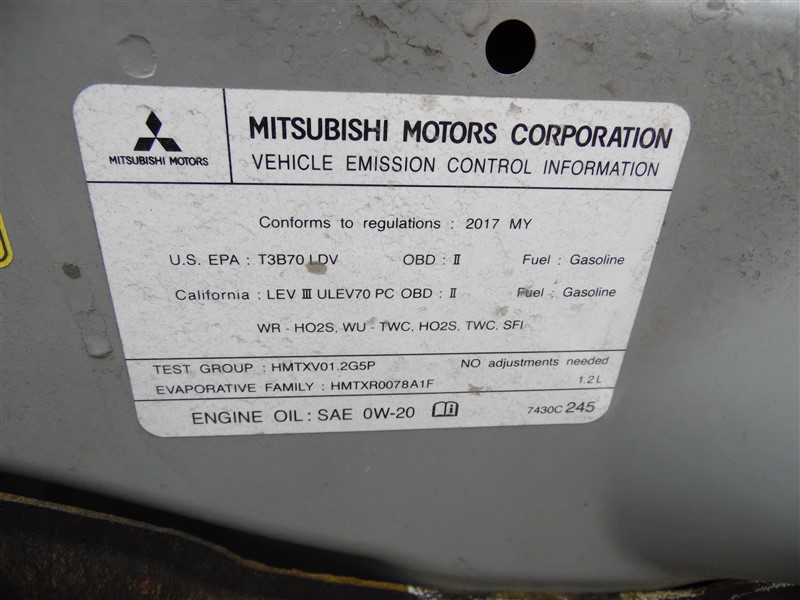 MITSUBISHI MOTORS
MITSUBISHI MOTORS CORPORATION
VEHICLE EMISSION CONTROL INFORMATION
Conforms to regulations : 2017 MY
U.S. EPA : T3B70 LDV OBD : II Fuel : Gasoline
California : LEV III ULEV70 PC OBD : II Fuel : Gasoline
WR - HO2S, WU - TWC, HO2S, TWC, SFI
TEST GROUP : HMTXV01.2G5P NO adjustments needed
EVAPORATIVE FAMILY : HMTXR0078A1F 1.2L
ENGINE OIL: SAE 0W-20 7430C 245